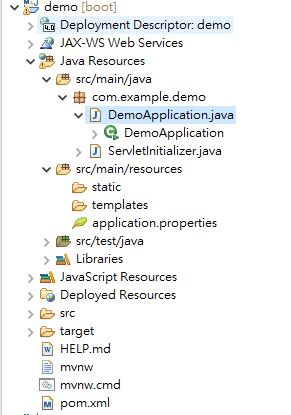 demo [boot]
Deployment Descriptor: demo
JAX-WS Web Services
Java Resources
src/main/java
com.example.demo
DemoApplication.java
DemoApplication
ServletInitializer.java
src/main/resources
static
templates
application.properties
src/test/java
Libraries
JavaScript Resources
Deployed Resources
src
target
HELP.md
mvnw
mvnw.cmd
pom.xml